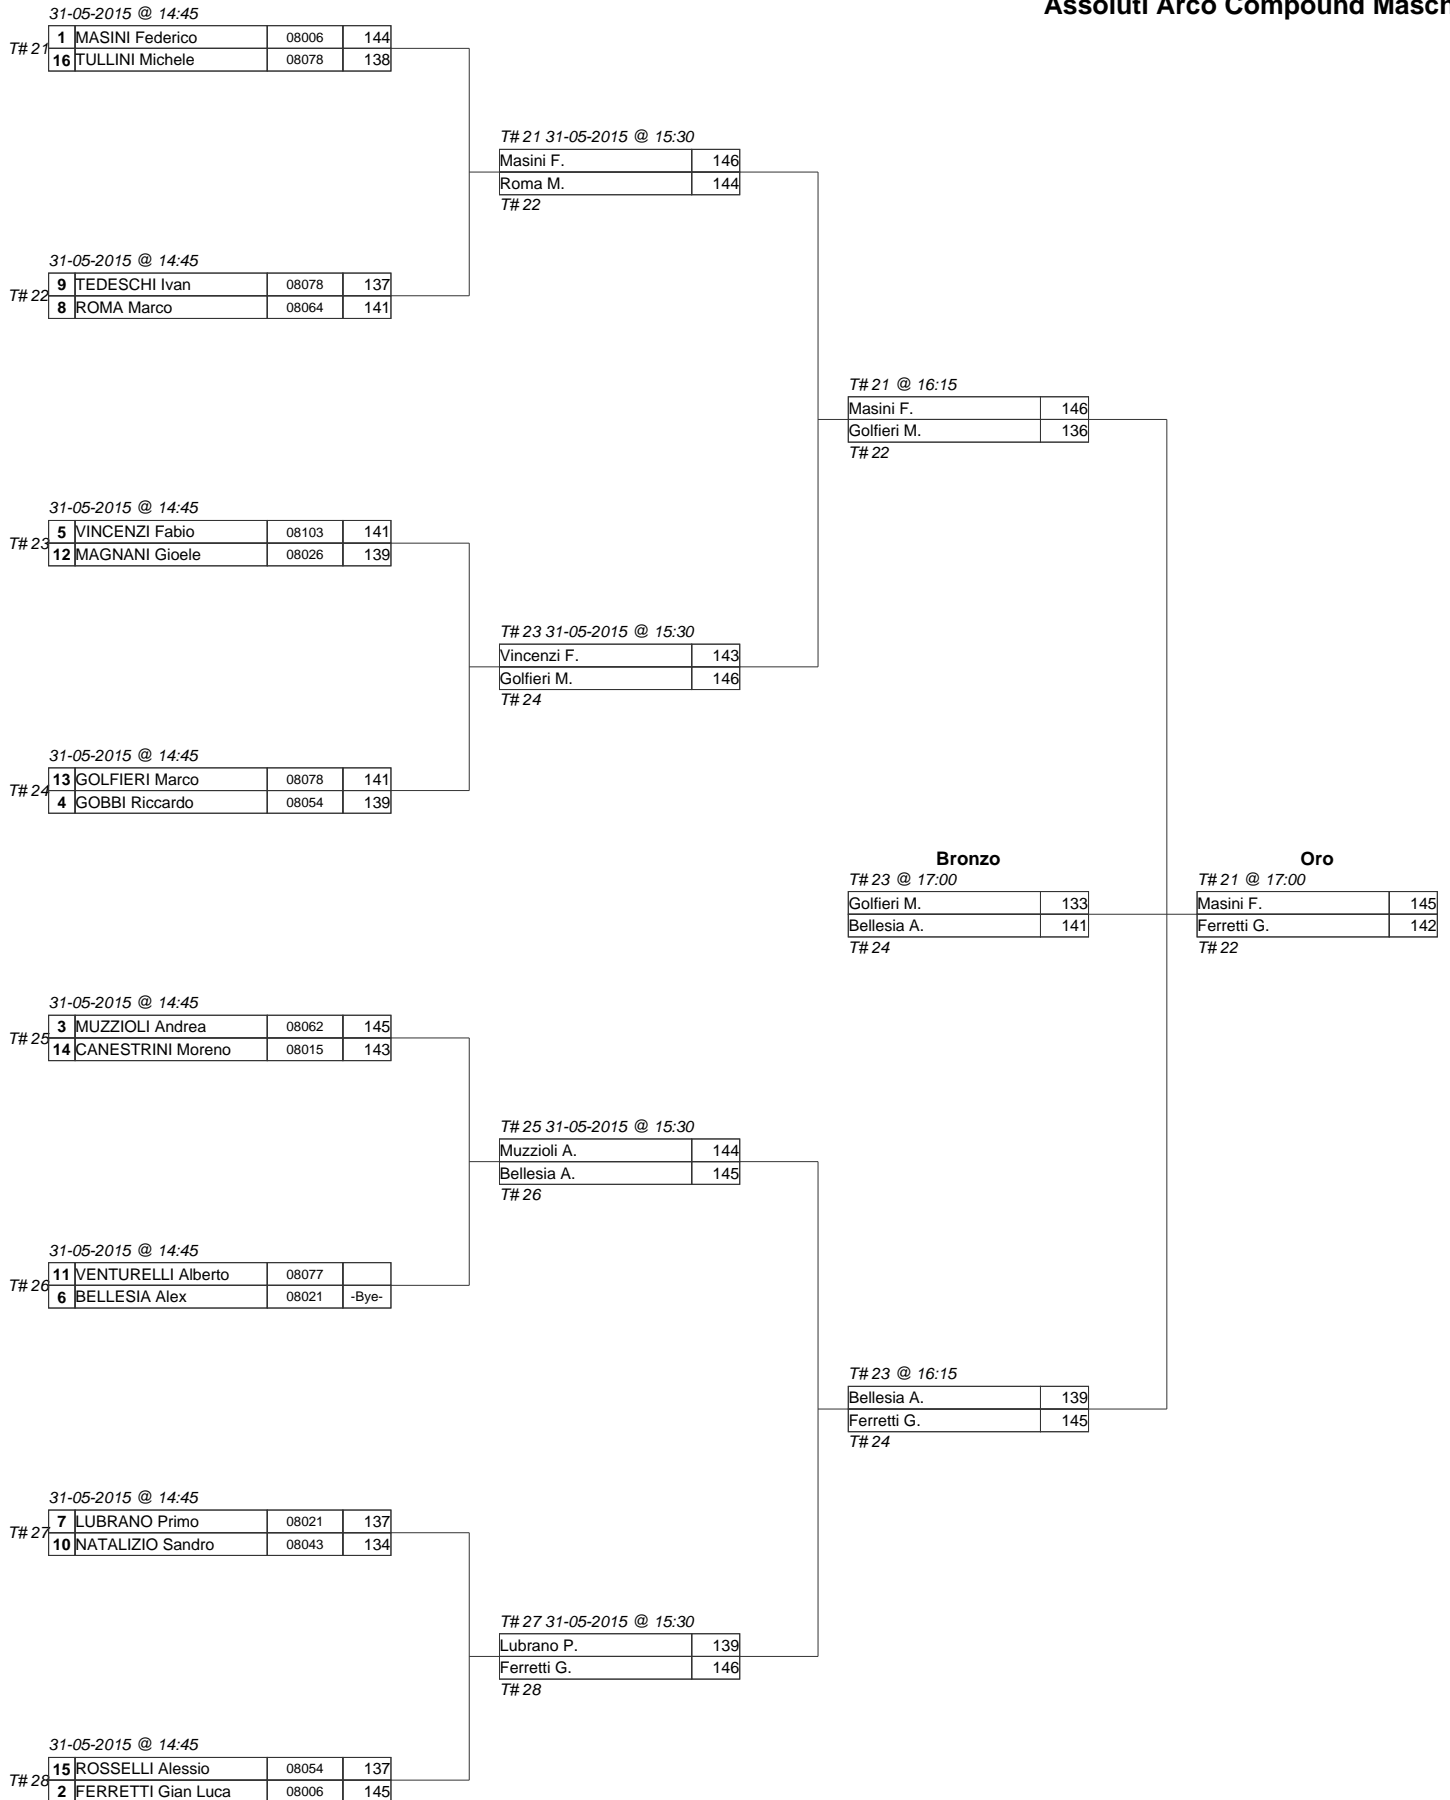 Assoluti Arco Compound Masch
31-05-2015 @ 14:45
T# 21
1 MASINI Federico 08006 144
16 TULLINI Michele 08078 138
T# 21 31-05-2015 @ 15:30
Masini F. 146
Roma M. 144
T# 22
31-05-2015 @ 14:45
T# 22
9 TEDESCHI Ivan 08078 137
8 ROMA Marco 08064 141
T# 21 @ 16:15
Masini F. 146
Golfieri M. 136
T# 22
31-05-2015 @ 14:45
T# 23
5 VINCENZI Fabio 08103 141
12 MAGNANI Gioele 08026 139
T# 23 31-05-2015 @ 15:30
Vincenzi F. 143
Golfieri M. 146
T# 24
31-05-2015 @ 14:45
T# 24
13 GOLFIERI Marco 08078 141
4 GOBBI Riccardo 08054 139
Bronzo
T# 23 @ 17:00
Golfieri M. 133
Bellesia A. 141
T# 24
Oro
T# 21 @ 17:00
Masini F. 145
Ferretti G. 142
T# 22
31-05-2015 @ 14:45
T# 25
3 MUZZIOLI Andrea 08062 145
14 CANESTRINI Moreno 08015 143
T# 25 31-05-2015 @ 15:30
Muzzioli A. 144
Bellesia A. 145
T# 26
31-05-2015 @ 14:45
T# 26
11 VENTURELLI Alberto 08077
6 BELLESIA Alex 08021 -Bye-
T# 23 @ 16:15
Bellesia A. 139
Ferretti G. 145
T# 24
31-05-2015 @ 14:45
T# 27
7 LUBRANO Primo 08021 137
10 NATALIZIO Sandro 08043 134
T# 27 31-05-2015 @ 15:30
Lubrano P. 139
Ferretti G. 146
T# 28
31-05-2015 @ 14:45
T# 28
15 ROSSELLI Alessio 08054 137
2 FERRETTI Gian Luca 08006 145